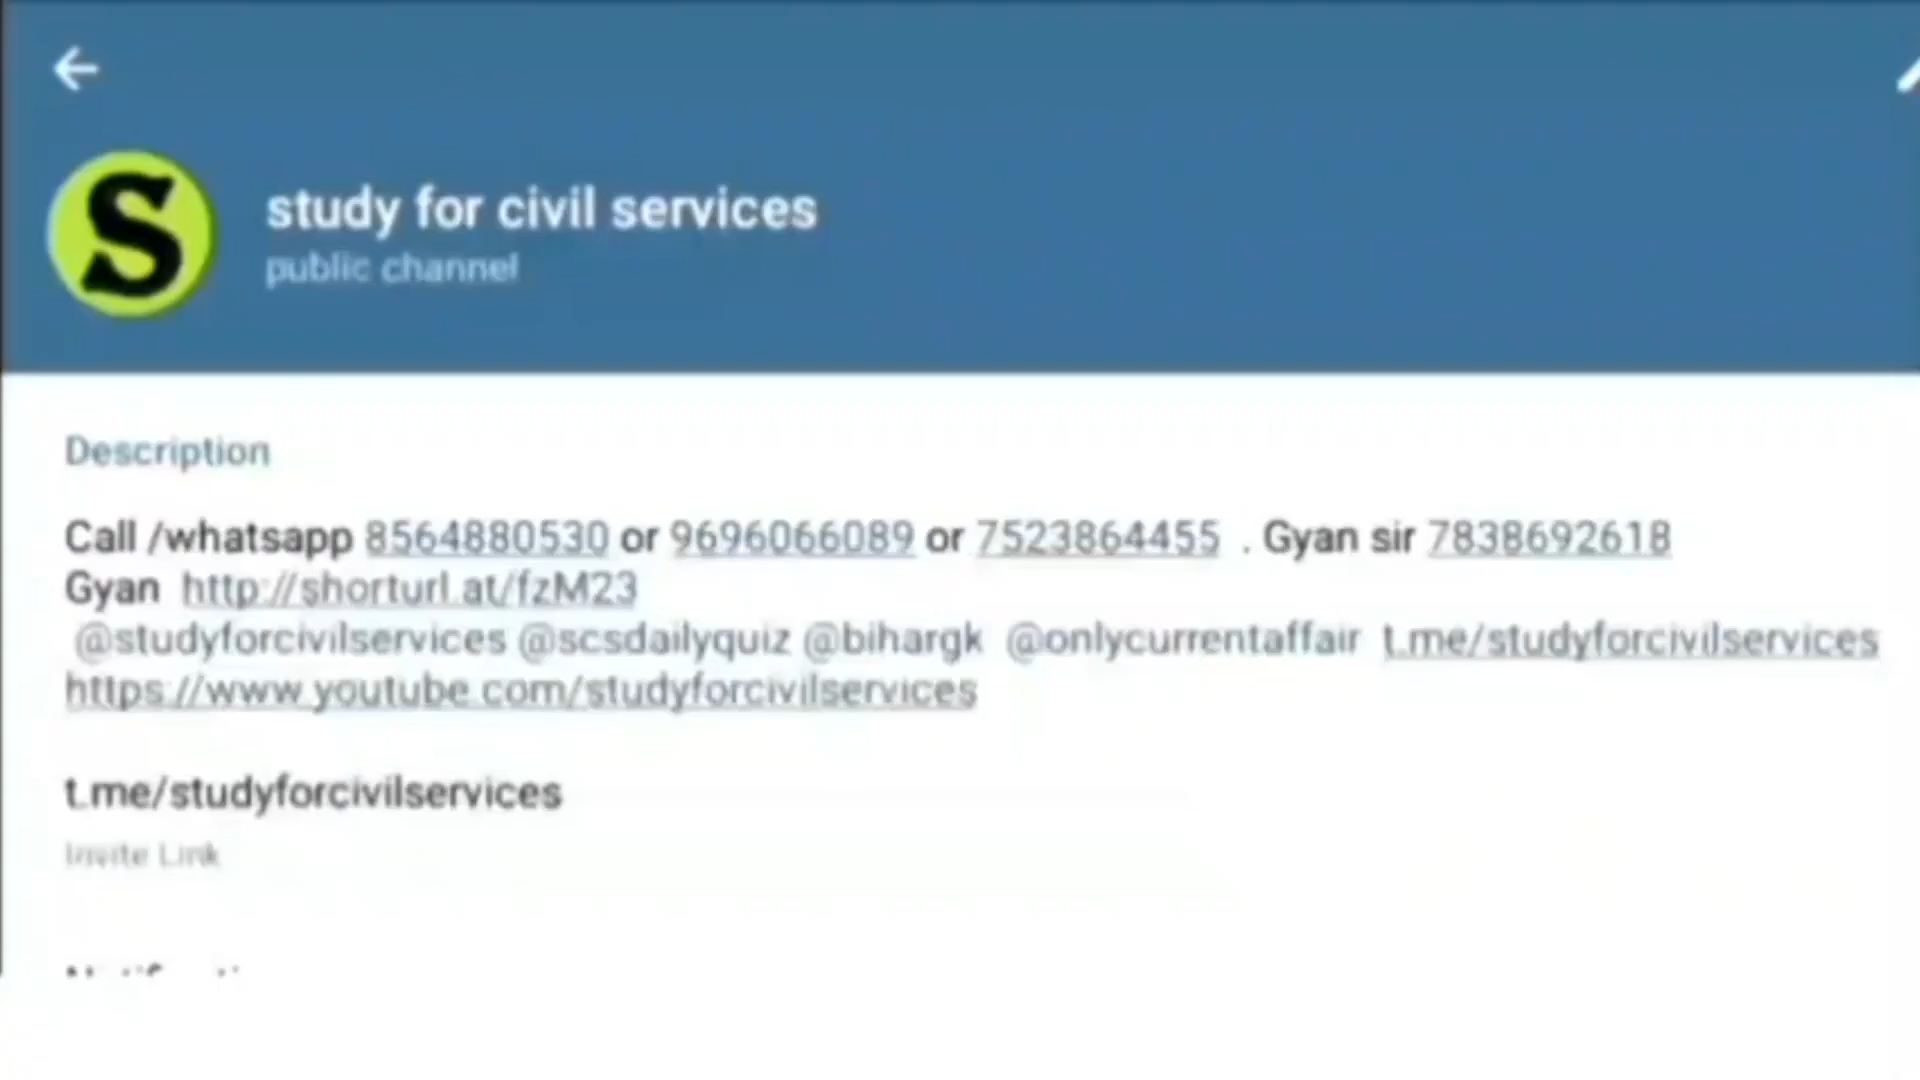 S
study for civil services
public channel
Description
Call /whatsapp 8564880530 or 9696066089 or 7523864455 . Gyan sir 7838692618
Gyan http://shorturl.at/fzM23
@studyforcivilservices @scsdailyquiz @bihargk @onlycurrentaffair t.me/studyforcivilservices
https://www.youtube.com/studyforcivilservices
t.me/studyforcivilservices
Invite Link